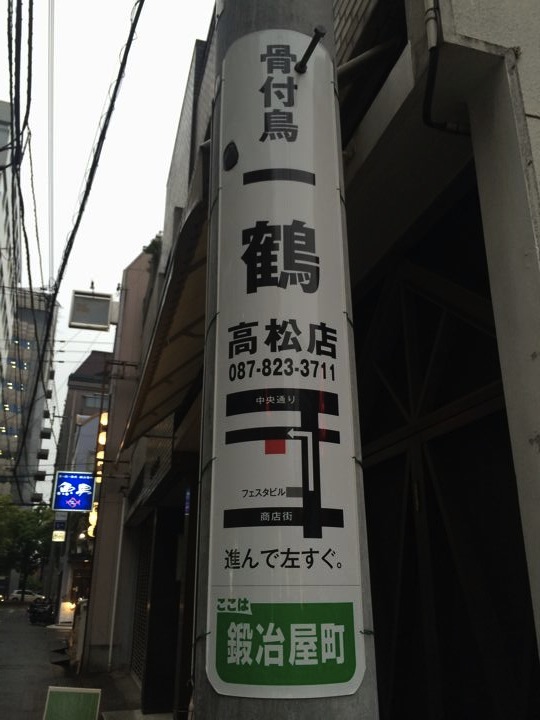 骨付鳥
一鶴
高松店
087-823-3711
中央通り
フェスタビル
商店街
進んで左すぐ。
ここは
鍛冶屋町